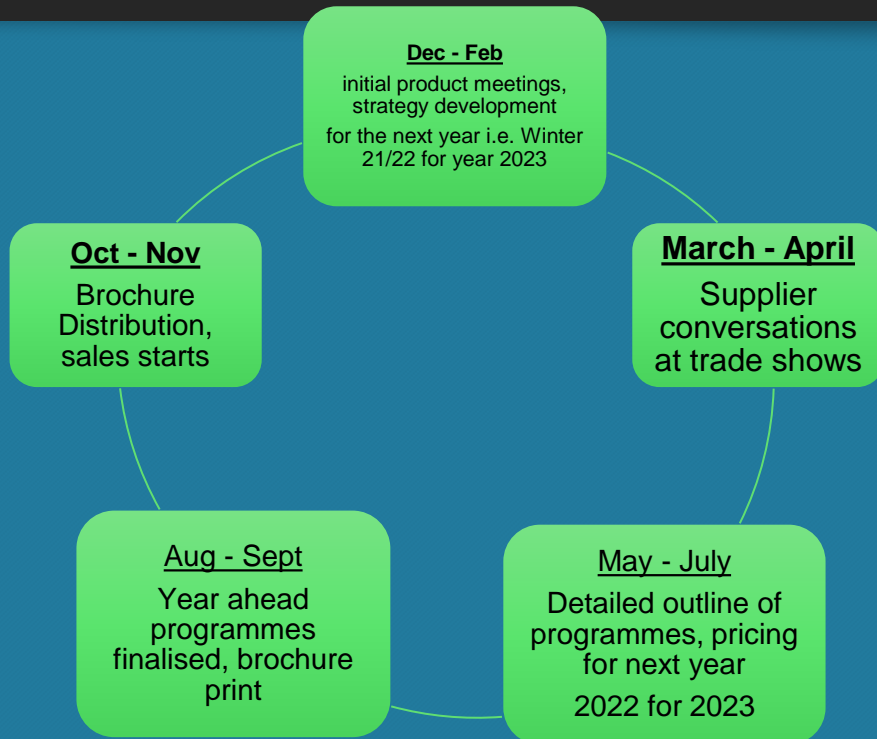 Dec - Feb
initial product meetings,
strategy development
for the next year i.e. Winter
21/22 for year 2023
March - April
Supplier
conversations
at trade shows
May - July
Detailed outline of
programmes, pricing
for next year
2022 for 2023
Aug - Sept
Year ahead
programmes
finalised, brochure
print
Oct - Nov
Brochure
Distribution,
sales starts